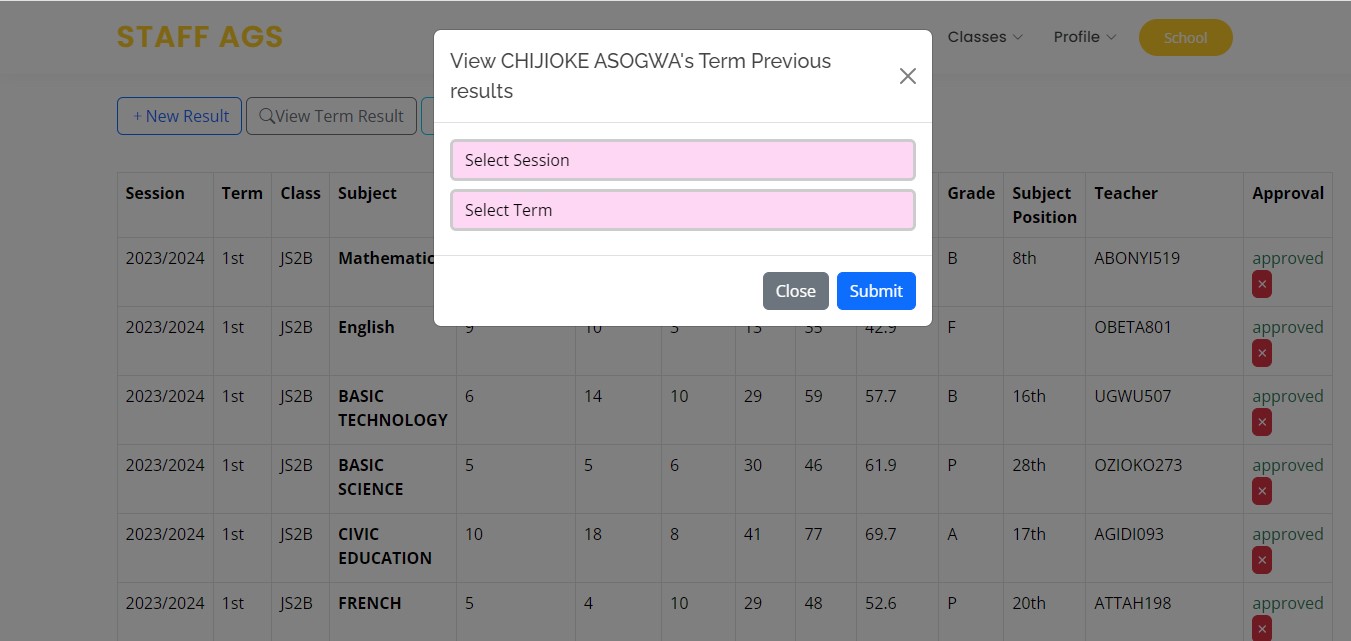 STAFF AGS
Classes
Profile
School
View CHIJIOKE ASOGWA's Term Previous
results
+ New Result
View Term Result
Select Session
Select Term
Close
Submit
Session Term Class Subject Grade Subject Position Teacher Approval
2023/2024 1st JS2B B 8th ABONYI519 approved
2023/2024 1st JS2B English 9 10 35 42.9 F OBETA801 approved
2023/2024 1st JS2B BASIC TECHNOLOGY 6 14 10 29 59 57.7 B 16th UGWU507 approved
2023/2024 1st JS2B BASIC SCIENCE 5 5 6 30 46 61.9 P 28th OZIOKO273 approved
2023/2024 1st JS2B CIVIC EDUCATION 10 18 8 41 77 69.7 A 17th AGIDI093 approved
2023/2024 1st JS2B FRENCH 5 4 10 29 48 52.6 P 20th ATTAH198 approved